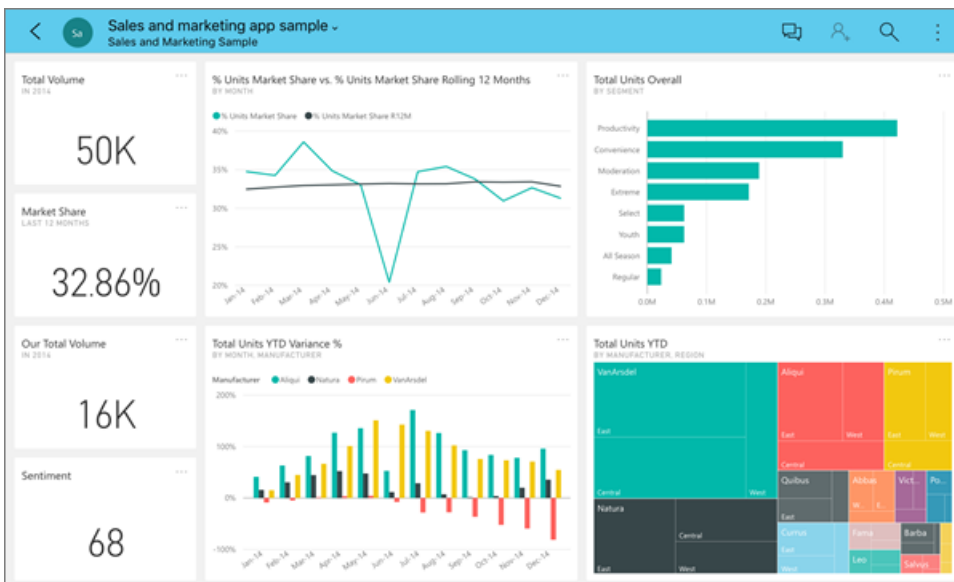 Sa
Sales and marketing app sample
Sales and Marketing Sample
Total Volume
IN 2014
50K
Market Share
LAST 12 MONTHS
32.86%
Our Total Volume
IN 2014
16K
Sentiment
68
% Units Market Share vs. % Units Market Share Rolling 12 Months
BY MONTH
% Units Market Share % Units Market Share R12M
40%
35%
30%
25%
20%
Jan-14 Feb-14 Mar-14 Apr-14 May-14 Jun-14 Jul-14 Aug-14 Sep-14 Oct-14 Nov-14 Dec-14
Total Units Overall
BY SEGMENT
Productivity
Convenience
Moderation
Extreme
Select
Youth
All Season
Regular
0.0M 0.1M 0.2M 0.3M 0.4M 0.5M
Total Units YTD Variance %
BY MONTH, MANUFACTURER
Manufacturer Aliqui Natura Pirum VanArsdel
200%
100%
0%
-100%
Jan-14 Feb-14 Mar-14 Apr-14 May-14 Jun-14 Jul-14 Aug-14 Sep-14 Oct-14 Nov-14 Dec-14
Total Units YTD
BY MANUFACTURER, REGION
VanArsdel
East
Central
West
Natura
East
Central
West
Aliqui
East
West
Central
Pirum
East
West
Central
Quibus
East
Abbas
W...
E...
Vict...
Po...
Currus
East
West
Fama
Leo
Barba
Salvus